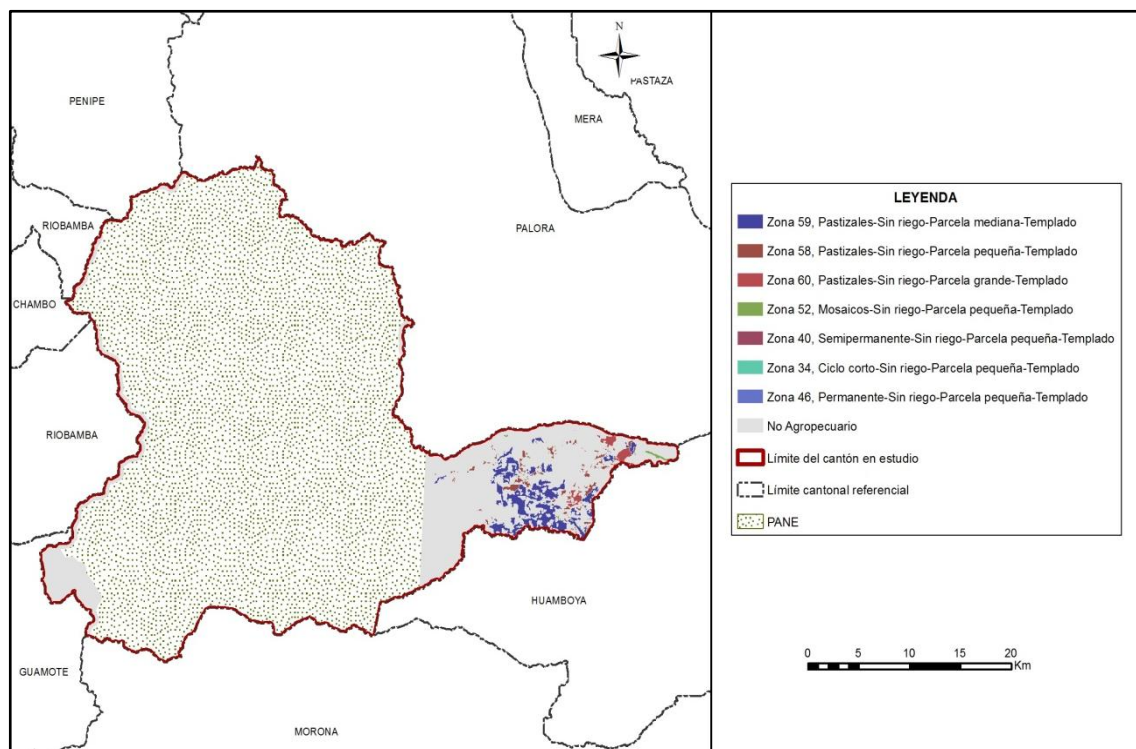 N
PASTAZA
PENIPE
MERA
RIOBAMBA
PALORA
CHAMBO
RIOBAMBA
HUAMBOYA
GUAMOTE
MORONA
LEYENDA
Zona 59, Pastizales-Sin riego-Parcela mediana-Templado
Zona 58, Pastizales-Sin riego-Parcela pequeña-Templado
Zona 60, Pastizales-Sin riego-Parcela grande-Templado
Zona 52, Mosaicos-Sin riego-Parcela pequeña-Templado
Zona 40, Semipermanente-Sin riego-Parcela pequeña-Templado
Zona 34, Ciclo corto-Sin riego-Parcela pequeña-Templado
Zona 46, Permanente-Sin riego-Parcela pequeña-Templado
No Agropecuario
Límite del cantón en estudio
Límite cantonal referencial
PANE
0 5 10 15 20
Km